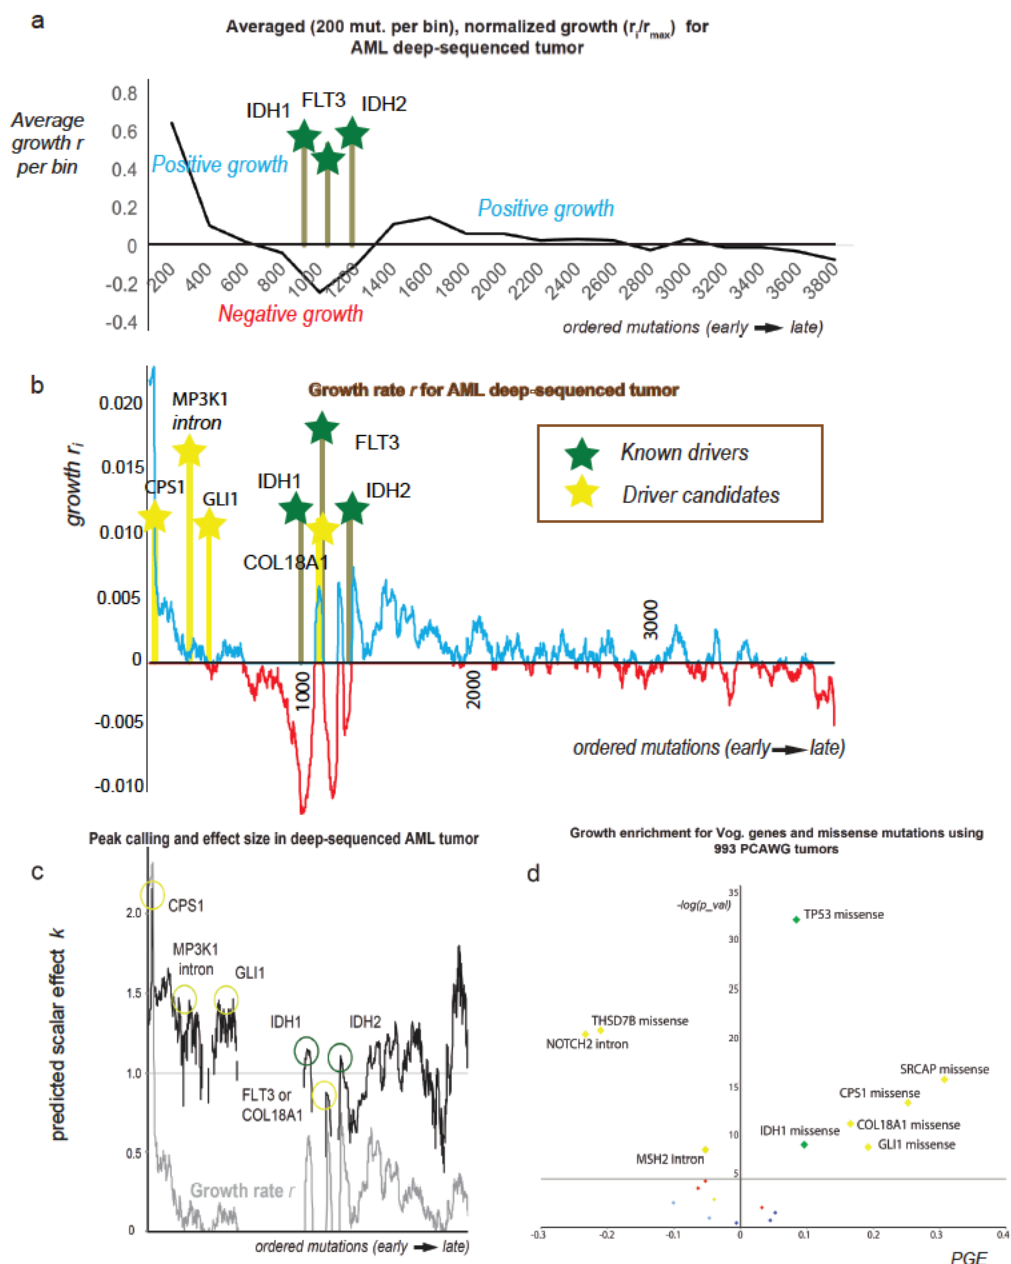 a
Averaged (200 mut. per bin), normalized growth (ri/rmax) for
AML deep-sequenced tumor
Average
growth r
per bin
0.8
0.6
0.4
0.2
0
-0.2
-0.4
IDH1
FLT3
IDH2
Positive growth
Positive growth
Negative growth
200
400
600
800
1000
1200
1400
1600
1800
2000
2200
2400
2600
2800
3000
3200
3400
3600
3800
ordered mutations (early → late)
b
Growth rate r for AML deep-sequenced tumor
growth ri
0.020
0.015
0.010
0.005
0
-0.005
-0.010
MP3K1
intron
CPS1
GLI1
IDH1
FLT3
IDH2
COL18A1
Known drivers
Driver candidates
1000
2000
3000
ordered mutations (early → late)
Peak calling and effect size in deep-sequenced AML tumor
c
predicted scalar effect k
2.0
1.5
1.0
0.5
0
CPS1
MP3K1
intron
GLI1
IDH1
IDH2
FLT3 or
COL18A1
Growth rate r
ordered mutations (early → late)
Growth enrichment for Vog. genes and missense mutations using
993 PCAWG tumors
d
-log(p_val)
35
30
25
20
15
10
5
TP53 missense
THSD7B missense
NOTCH2 intron
SRCAP missense
CPS1 missense
COL18A1 missense
IDH1 missense
GLI1 missense
MSH2 Intron
-0.3
-0.2
-0.1
0
0.1
0.2
0.3
0.4
PGE